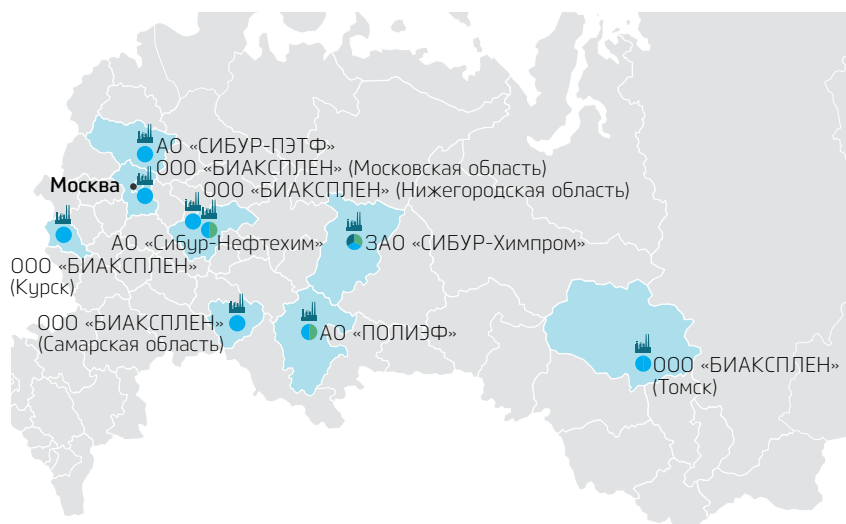 АО «СИБУР-ПЭТФ»
ООО «БИАКСПЛЕН» (Московская область)
Москва
ООО «БИАКСПЛЕН» (Нижегородская область)
АО «Сибур-Нефтехим»
ЗАО «СИБУР-Химпром»
ООО «БИАКСПЛЕН»
(Курск)
ООО «БИАКСПЛЕН»
(Самарская область)
АО «ПОЛИЭФ»
ООО «БИАКСПЛЕН»
(Томск)